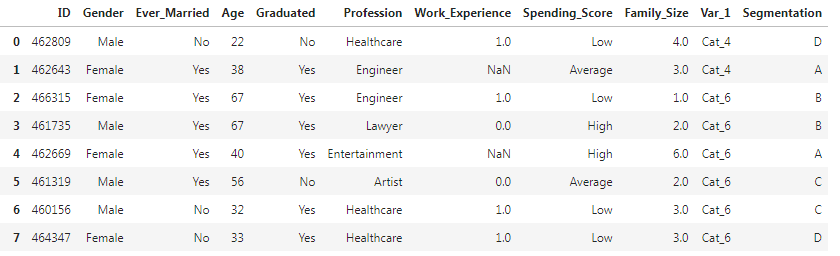 ID Gender Ever_Married Age Graduated Profession Work_Experience Spending_Score Family_Size Var_1 Segmentation
0 462809 Male No 22 No Healthcare 1.0 Low 4.0 Cat_4 D
1 462643 Female Yes 38 Yes Engineer NaN Average 3.0 Cat_4 A
2 466315 Female Yes 67 Yes Engineer 1.0 Low 1.0 Cat_6 B
3 461735 Male Yes 67 Yes Lawyer 0.0 High 2.0 Cat_6 B
4 462669 Female Yes 40 Yes Entertainment NaN High 6.0 Cat_6 A
5 461319 Male Yes 56 No Artist 0.0 Average 2.0 Cat_6 C
6 460156 Male No 32 Yes Healthcare 1.0 Low 3.0 Cat_6 C
7 464347 Female No 33 Yes Healthcare 1.0 Low 3.0 Cat_6 D